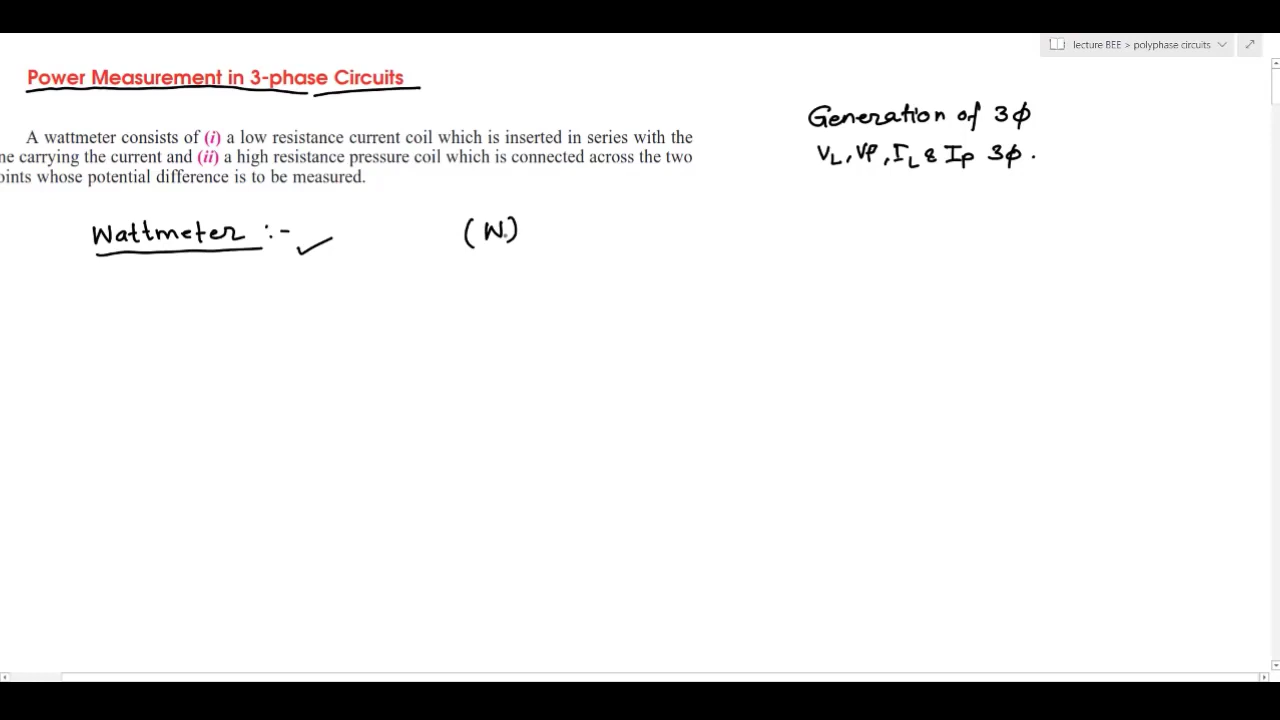 lecture BEE > polyphase circuits
Power Measurement in 3-phase Circuits
Generation of 3ϕ
VL, VP, IL & IP 3ϕ.
A wattmeter consists of (i) a low resistance current coil which is inserted in series with the
ne carrying the current and (ii) a high resistance pressure coil which is connected across the two
oints whose potential difference is to be measured.
Wattmeter :- (W)